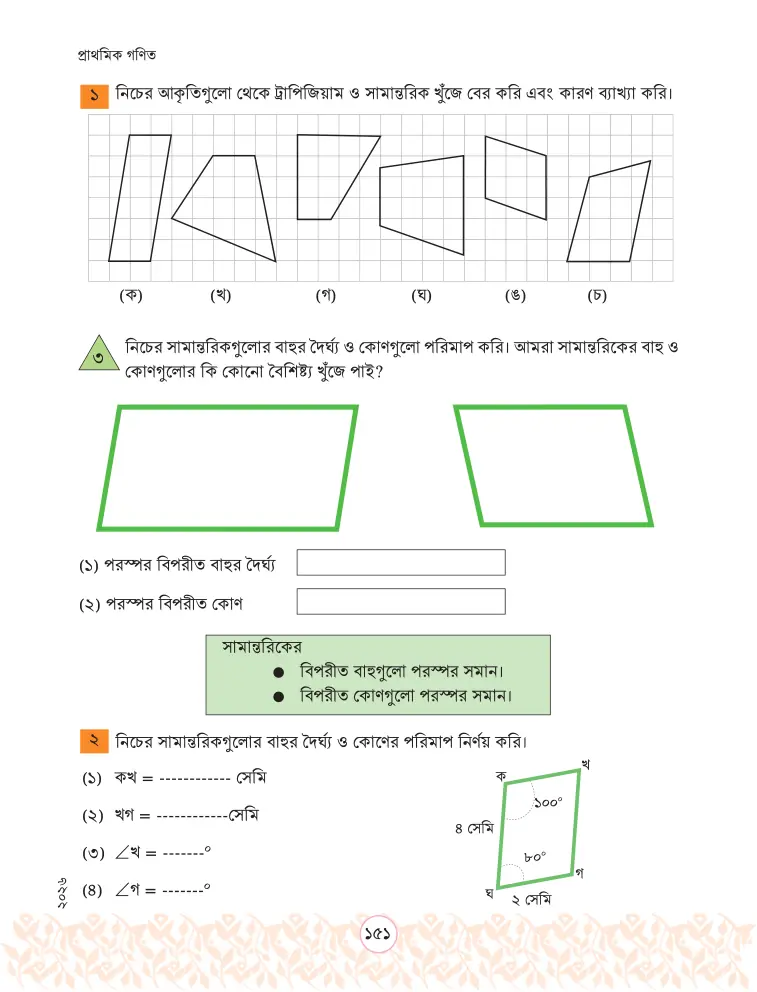 প্রাথমিক গণিত
১ নিচের আকৃতিগুলো থেকে ট্রাপিজিয়াম ও সামান্তরিক খুঁজে বের করি এবং কারণ ব্যাখ্যা করি।
(ক) (খ) (গ) (ঘ) (ঙ) (চ)
৩ নিচের সামান্তরিকগুলোর বাহুর দৈর্ঘ্য ও কোণগুলো পরিমাপ করি। আমরা সামান্তরিকের বাহু ও
কোণগুলোর কি কোনো বৈশিষ্ট্য খুঁজে পাই?
(১) পরস্পর বিপরীত বাহুর দৈর্ঘ্য
(২) পরস্পর বিপরীত কোণ
সামান্তরিকের
● বিপরীত বাহুগুলো পরস্পর সমান।
● বিপরীত কোণগুলো পরস্পর সমান।
২ নিচের সামান্তরিকগুলোর বাহুর দৈর্ঘ্য ও কোণের পরিমাপ নির্ণয় করি।
(১) কখ = ------------ সেমি
(২) খগ = ------------সেমি
(৩) ∠খ = -------°
(৪) ∠গ = -------°
ক
খ
১০০°
৪ সেমি
৮০°
গ
ঘ
২ সেমি
২০২৬
১৫১